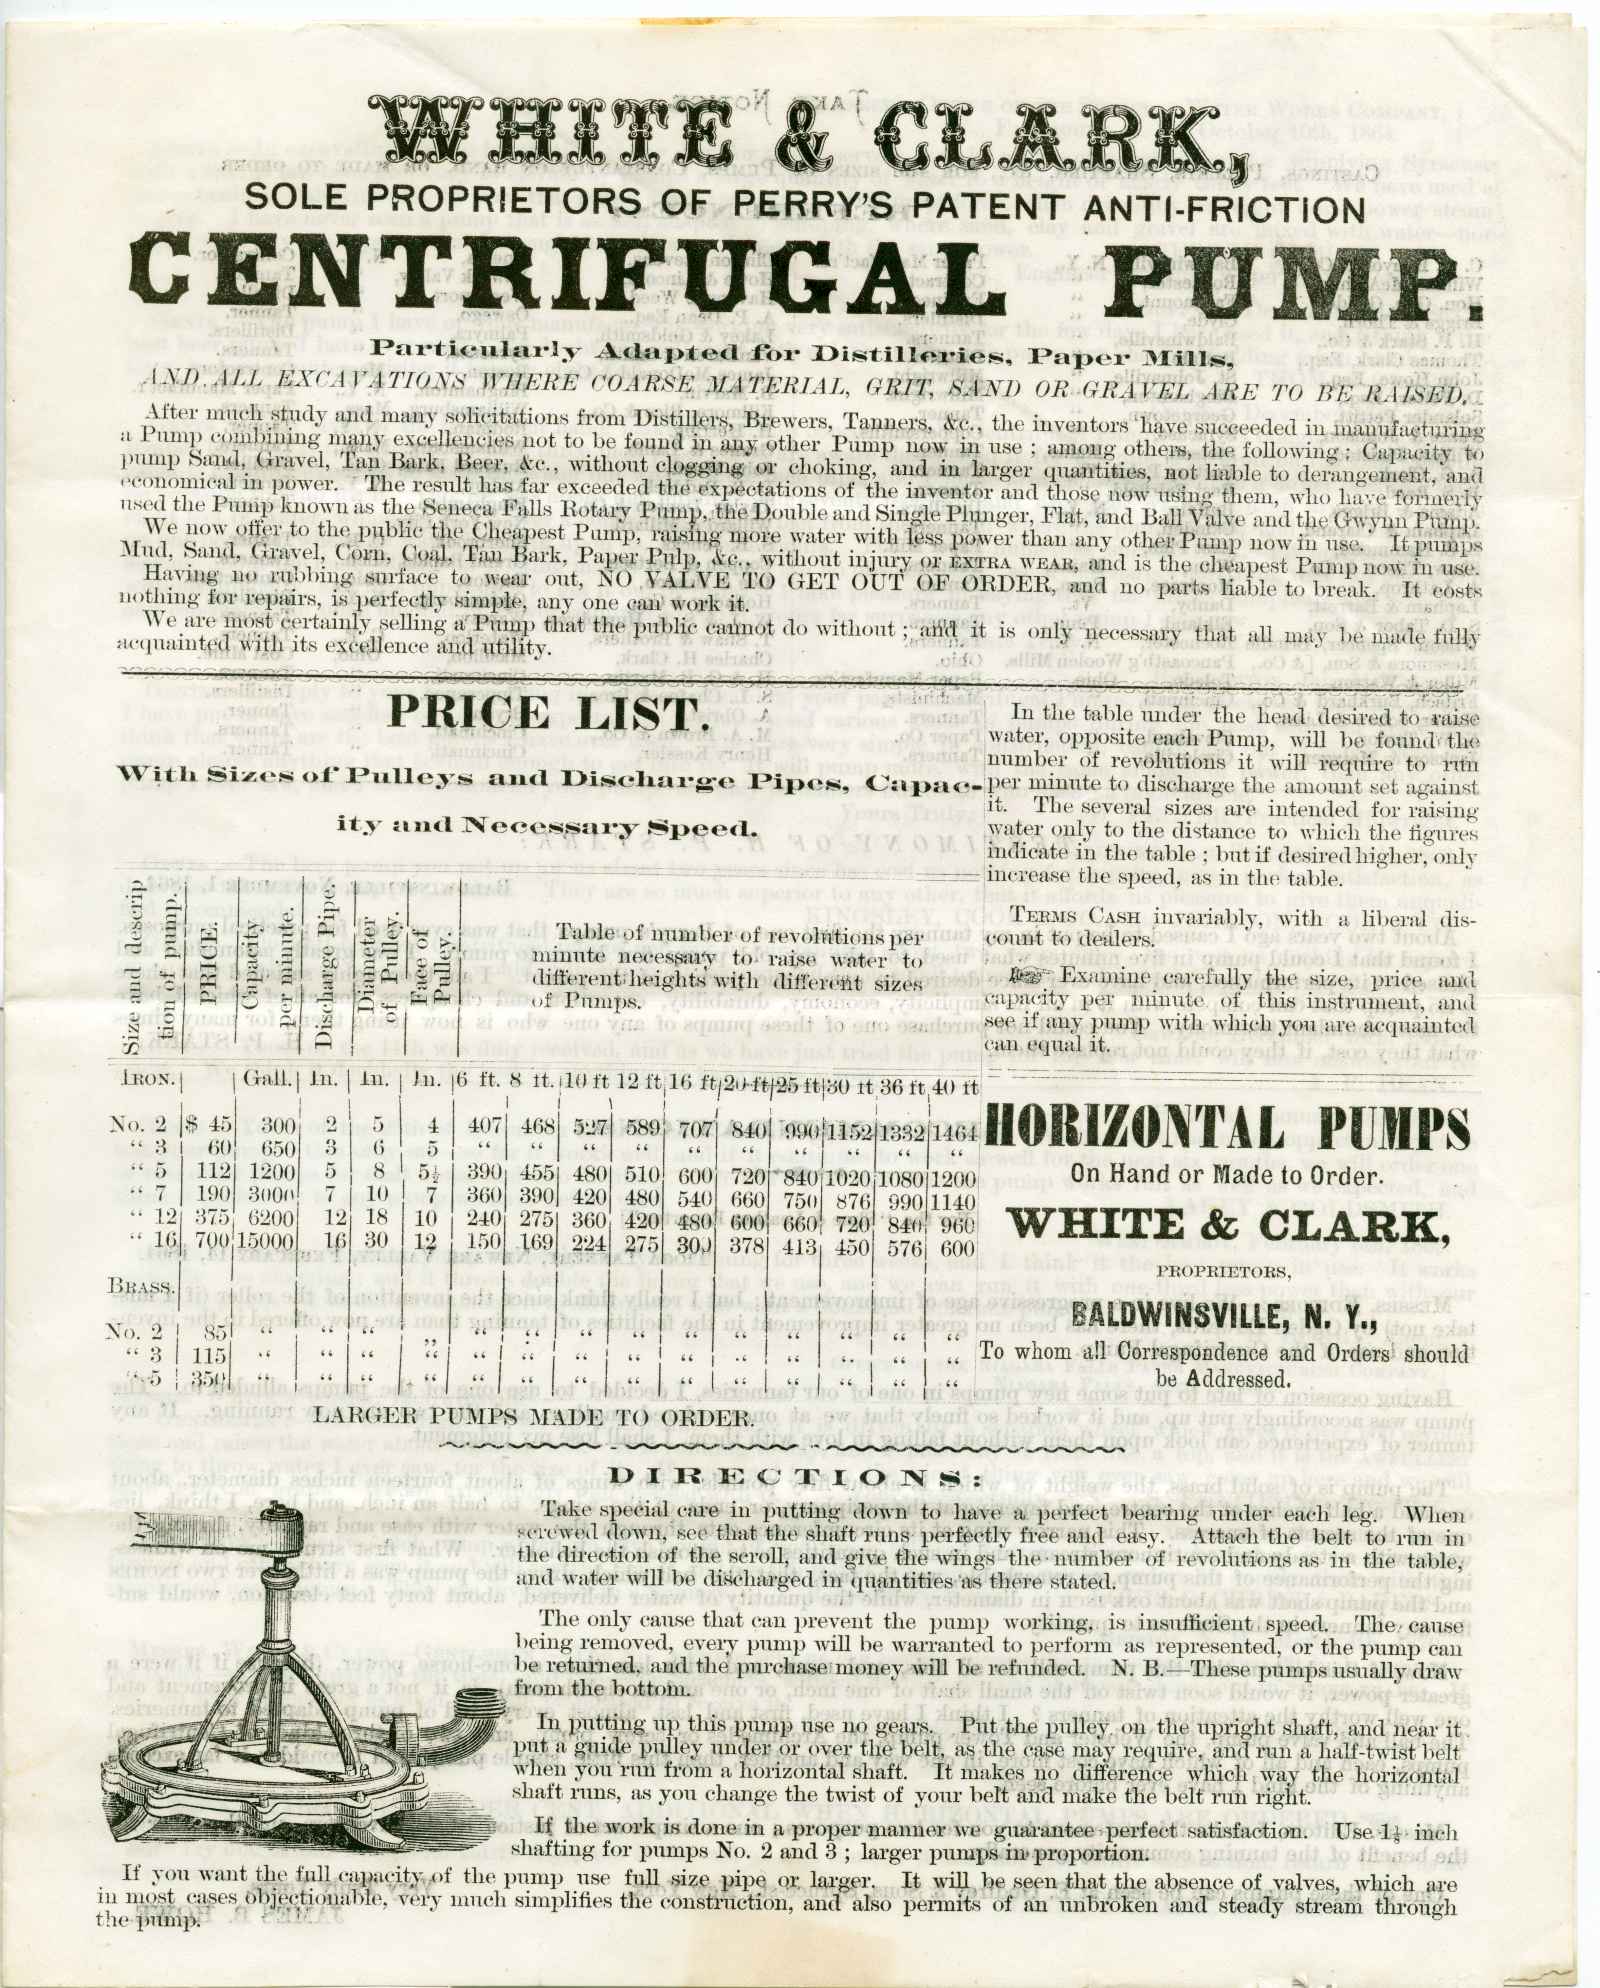 WHITE & CLARK,
SOLE PROPRIETORS OF PERRY'S PATENT ANTI-FRICTION
CENTRIFUGAL PUMP.
Particularly Adapted for Distilleries, Paper Mills,
AND ALL EXCAVATIONS WHERE COARSE MATERIAL, GRIT, SAND OR GRAVEL ARE TO BE RAISED.
After much study and many solicitations from Distillers, Brewers, Tanners, &c., the inventors have succeeded in manufacturing
a Pump combining many excellencies not to be found in any other Pump now in use; among others, the following; Capacity to
pump Sand, Gravel, Tan Bark, Beer, &c., without clogging or choking, and in larger quantities, not liable to derangement, and
economical in power. The result has far exceeded the expectations of the inventor and those now using them, who have formerly
used the Pump known as the Seneca Falls Rotary Pump, the Double and Single Plunger, Flat, and Ball Valve and the Gwynn Pump.
We now offer to the public the Cheapest Pump, raising more water with less power than any other Pump now in use. It pumps
Mud, Sand, Gravel, Corn, Coal, Tan Bark, Paper Pulp, &c., without injury or EXTRA WEAR, and is the cheapest Pump now in use.
Having no rubbing surface to wear out, NO VALVE TO GET OUT OF ORDER, and no parts liable to break. It costs
nothing for repairs, is perfectly simple, any one can work it.
We are most certainly selling a Pump that the public cannot do without; and it is only necessary that all may be made fully
acquainted with its excellence and utility.
PRICE LIST.
With Sizes of Pulleys and Discharge Pipes, Capac-
ity and Necessary Speed.
Size and descrip
tion of pump.
PRICE.
Capacity
per minute.
Discharge Pipe.
Diameter
of Pulley.
Face of
Pulley.
Table of number of revolutions per
minute necessary to raise water to
different heights with different sizes
of Pumps.
IRON. Gall. In. In. In. 6 ft. 8 ft. 10 ft 12 ft 16 ft 20 ft 25 ft 30 ft 36 ft 40 ft
No. 2 $ 45 300 2 5 4 407 468 527 589 707 840 990 1152 1332 1464
“ 3 60 650 3 6 5 “ “ “ “ “ “ “ “ “ “
“ 5 112 1200 5 8 5½ 390 455 480 510 600 720 840 1020 1080 1200
“ 7 190 3000 7 10 7 360 390 420 480 540 660 750 876 990 1140
“ 12 375 6200 12 18 10 240 275 360 420 480 600 660 720 840 960
“ 16 700 15000 16 30 12 150 169 224 275 300 378 413 450 576 600
BRASS.
No. 2 85 “ “ “ „ “ “ “ “ “ “ “ “ “ “
“ 3 115 “ “ “ “ “ “ “ “ “ “ “ “ “ “
“ 5 350 “ “ “ “ “ “ “ “ “ “ “ “ “ “
LARGER PUMPS MADE TO ORDER.
In the table under the head desired to raise
water, opposite each Pump, will be found the
number of revolutions it will require to run
per minute to discharge the amount set against
it. The several sizes are intended for raising
water only to the distance to which the figures
indicate in the table; but if desired higher, only
increase the speed, as in the table.
TERMS CASH invariably, with a liberal dis-
count to dealers.
☞ Examine carefully the size, price and
capacity per minute of this instrument, and
see if any pump with which you are acquainted
can equal it.
HORIZONTAL PUMPS
On Hand or Made to Order.
WHITE & CLARK,
PROPRIETORS,
BALDWINSVILLE, N. Y.,
To whom all Correspondence and Orders should
be Addressed.
DIRECTIONS:
Take special care in putting down to have a perfect bearing under each leg. When
screwed down, see that the shaft runs perfectly free and easy. Attach the belt to run in
the direction of the scroll, and give the wings the number of revolutions as in the table,
and water will be discharged in quantities as there stated.
The only cause that can prevent the pump working, is insufficient speed. The cause
being removed, every pump will be warranted to perform as represented, or the pump can
be returned, and the purchase money will be refunded. N. B.—These pumps usually draw
from the bottom.
In putting up this pump use no gears. Put the pulley on the upright shaft, and near it
put a guide pulley under or over the belt, as the case may require, and run a half-twist belt
when you run from a horizontal shaft. It makes no difference which way the horizontal
shaft runs, as you change the twist of your belt and make the belt run right.
If the work is done in a proper manner we guarantee perfect satisfaction. Use inch
shafting for pumps No. 2 and 3; larger pumps in proportion.
If you want the full capacity of the pump use full size pipe or larger. It will be seen that the absence of valves, which are
in most cases objectionable, very much simplifies the construction, and also permits of an unbroken and steady stream through
the pump.